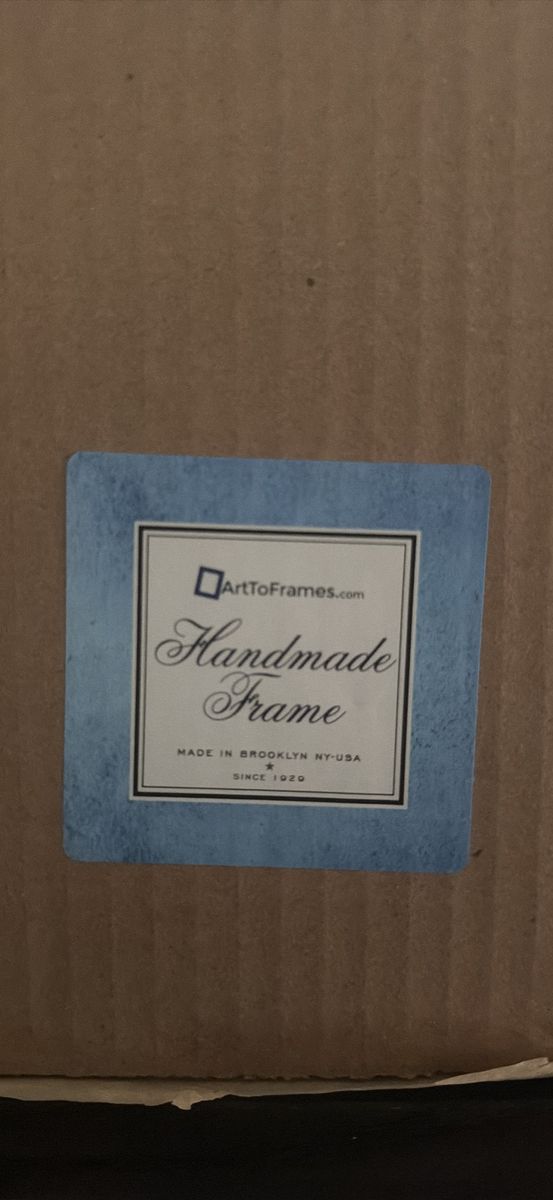 ArtToFrames.com
Handmade
Frame
MADE IN BROOKLYN NY-USA
SINCE 1929